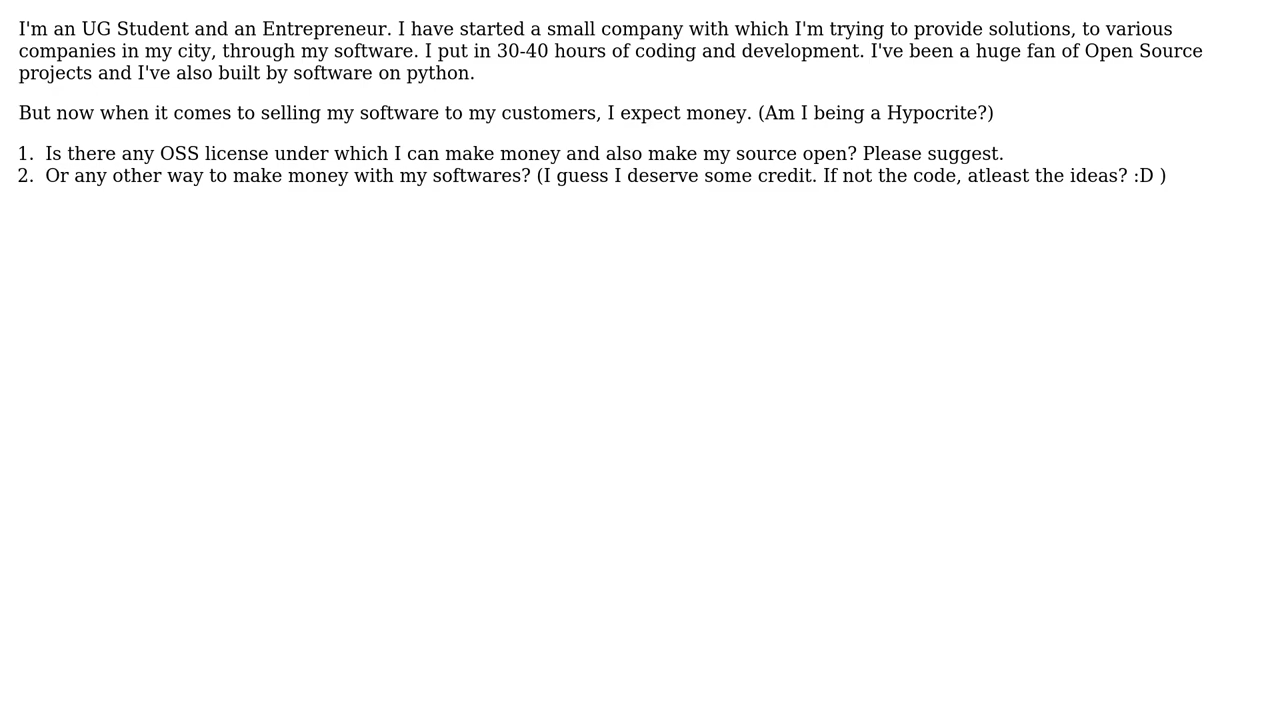 I'm an UG Student and an Entrepreneur. I have started a small company with which I'm trying to provide solutions, to various
companies in my city, through my software. I put in 30-40 hours of coding and development. I've been a huge fan of Open Source
projects and I've also built by software on python.
But now when it comes to selling my software to my customers, I expect money. (Am I being a Hypocrite?)
1. Is there any OSS license under which I can make money and also make my source open? Please suggest.
2. Or any other way to make money with my softwares? (I guess I deserve some credit. If not the code, atleast the ideas? :D )